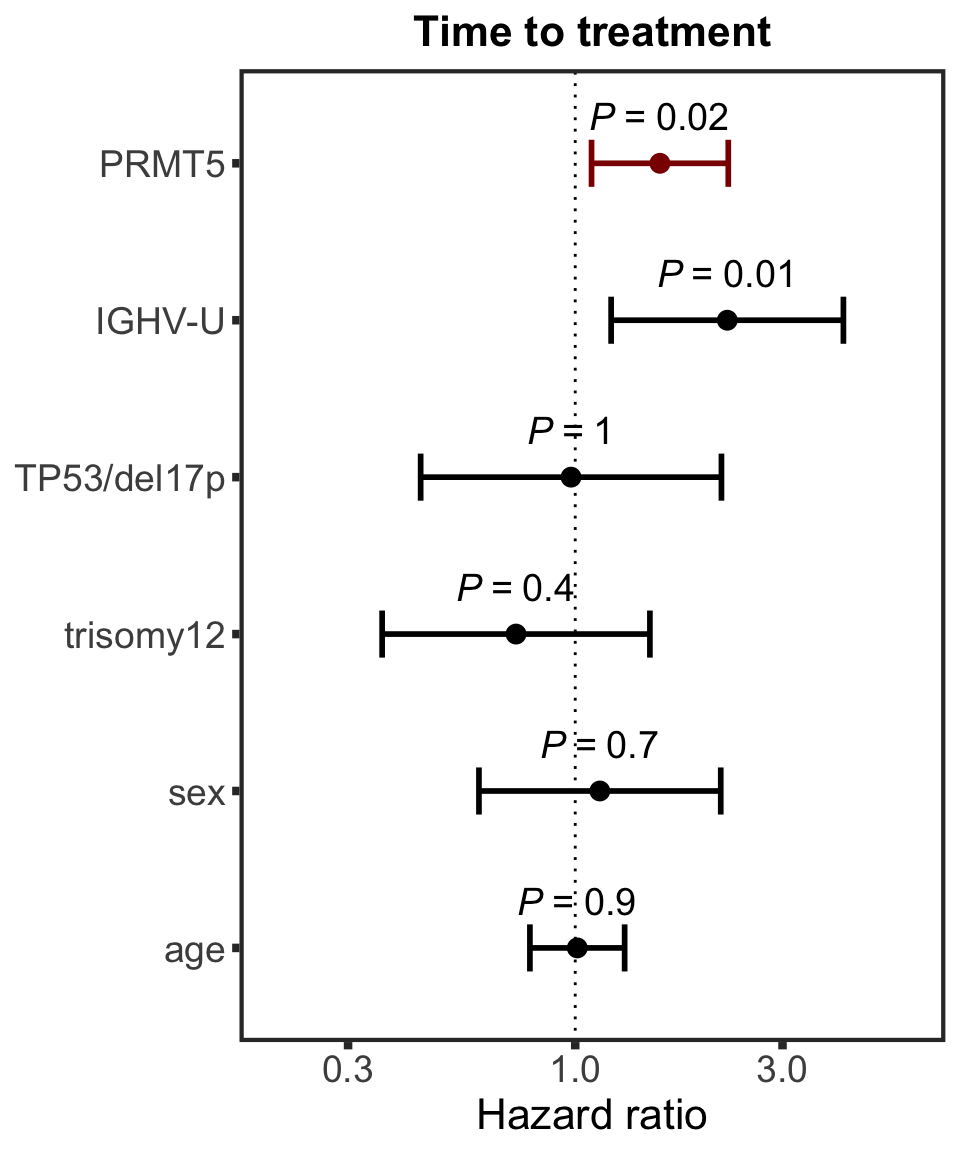 Time to treatment
P = 0.02
PRMT5
P = 0.01
IGHV-U
P = 1
TP53/del17p
P = 0.4
trisomy12
P = 0.7
sex
P = 0.9
age
0.3 1.0 3.0
Hazard ratio